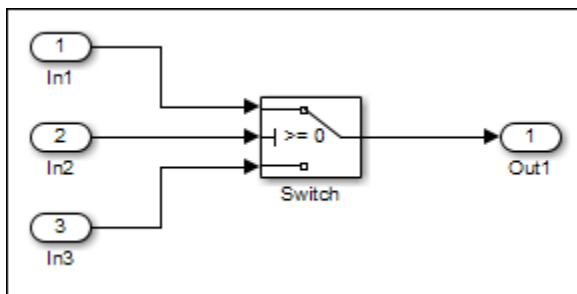 1
In1
2
In2
3
In3
>= 0
Switch
1
Out1